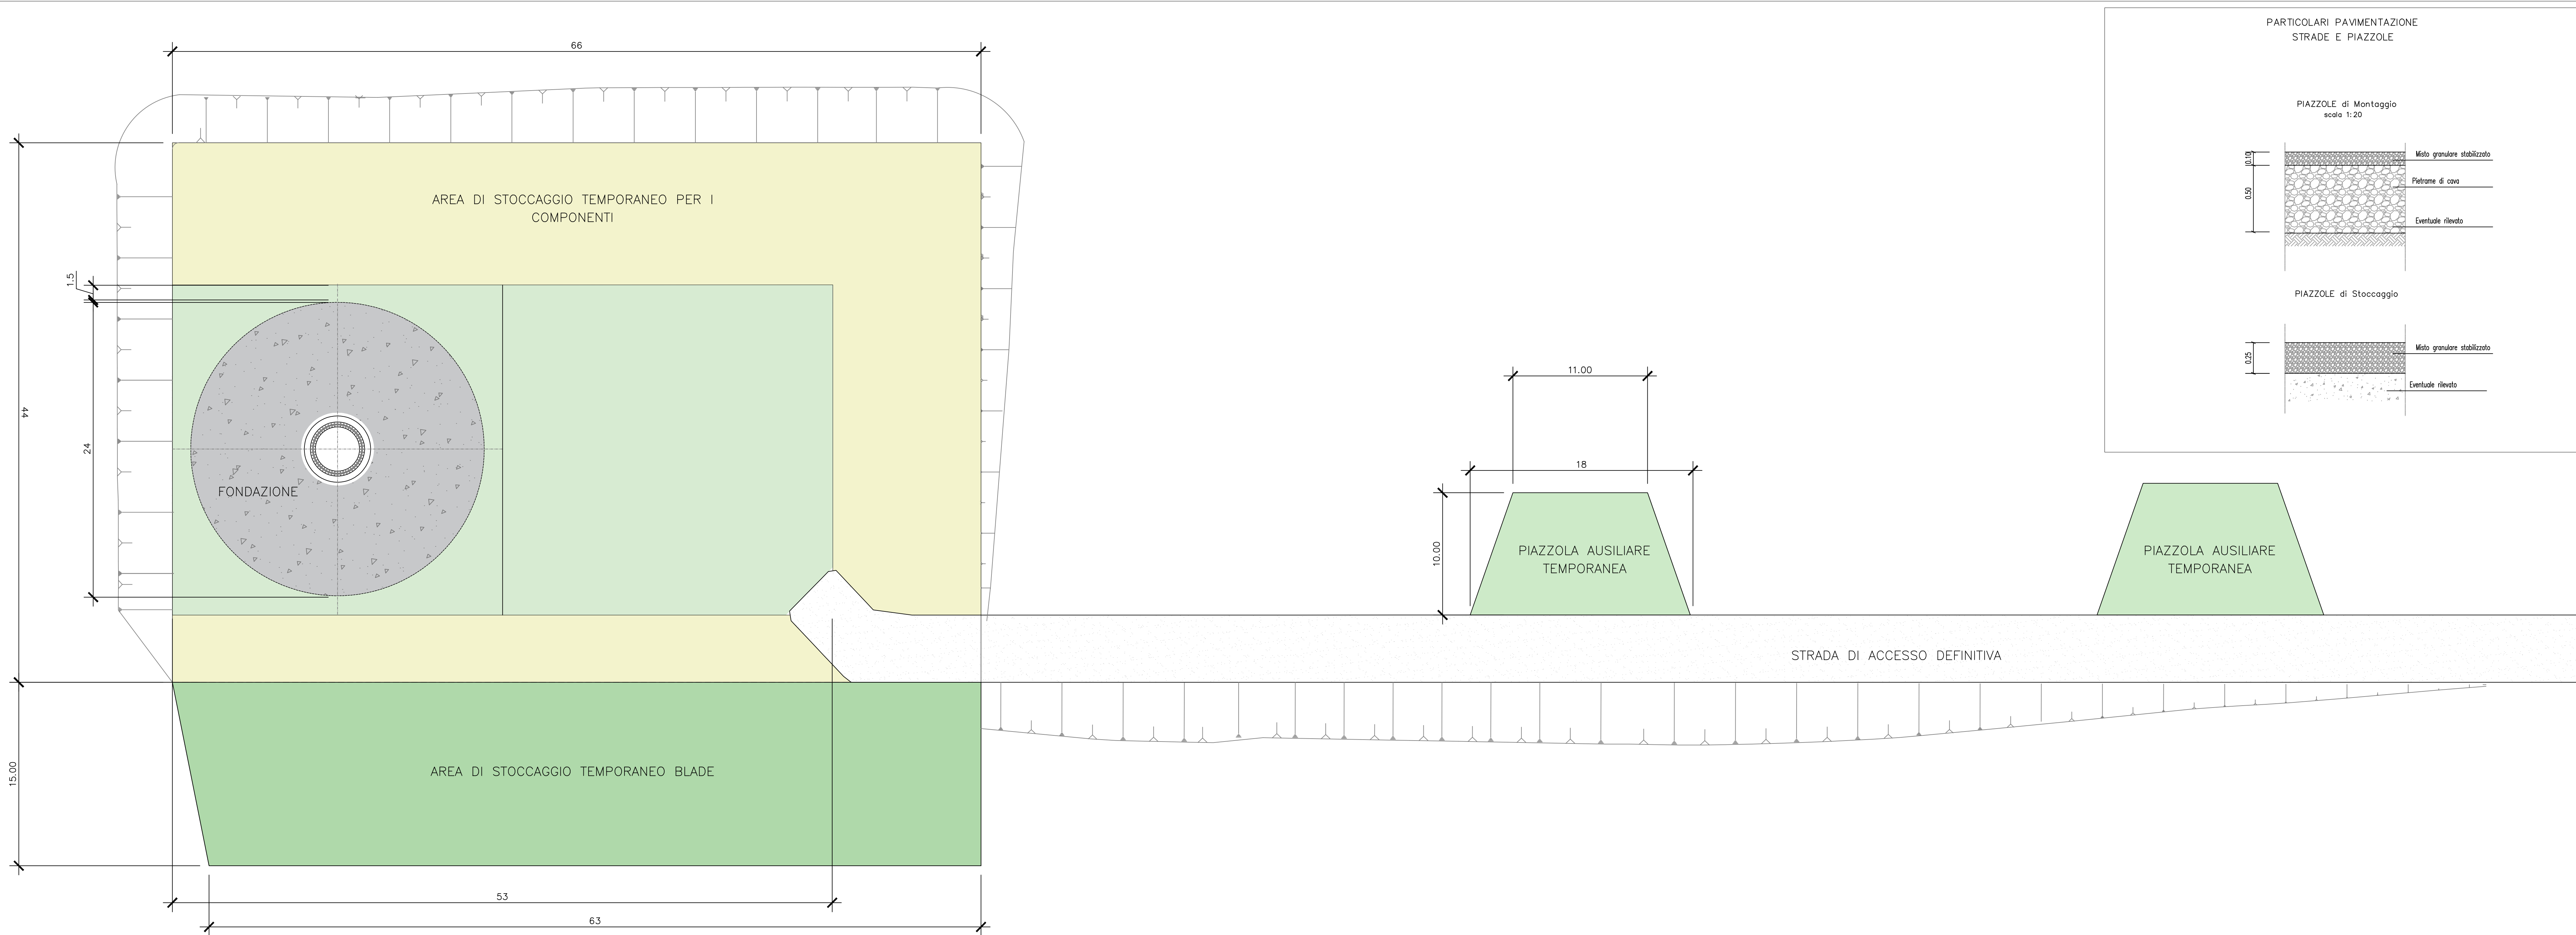 PARTICOLARI PAVIMENTAZIONE
STRADE E PIAZZOLE
66
PIAZZOLE di Montaggio
scala 1:20
0.10
Misto granulare stabilizzato
Pietrame di cava
0.50
Eventuale rilevato
AREA DI STOCCAGGIO TEMPORANEO PER I
COMPONENTI
1.5
PIAZZOLE di Stoccaggio
0.25
Misto granulare stabilizzato
Eventuale rilevato
11.00
18
44
24
FONDAZIONE
10.00
PIAZZOLA AUSILIARE
TEMPORANEA
PIAZZOLA AUSILIARE
TEMPORANEA
STRADA DI ACCESSO DEFINITIVA
15.00
AREA DI STOCCAGGIO TEMPORANEO BLADE
53
63